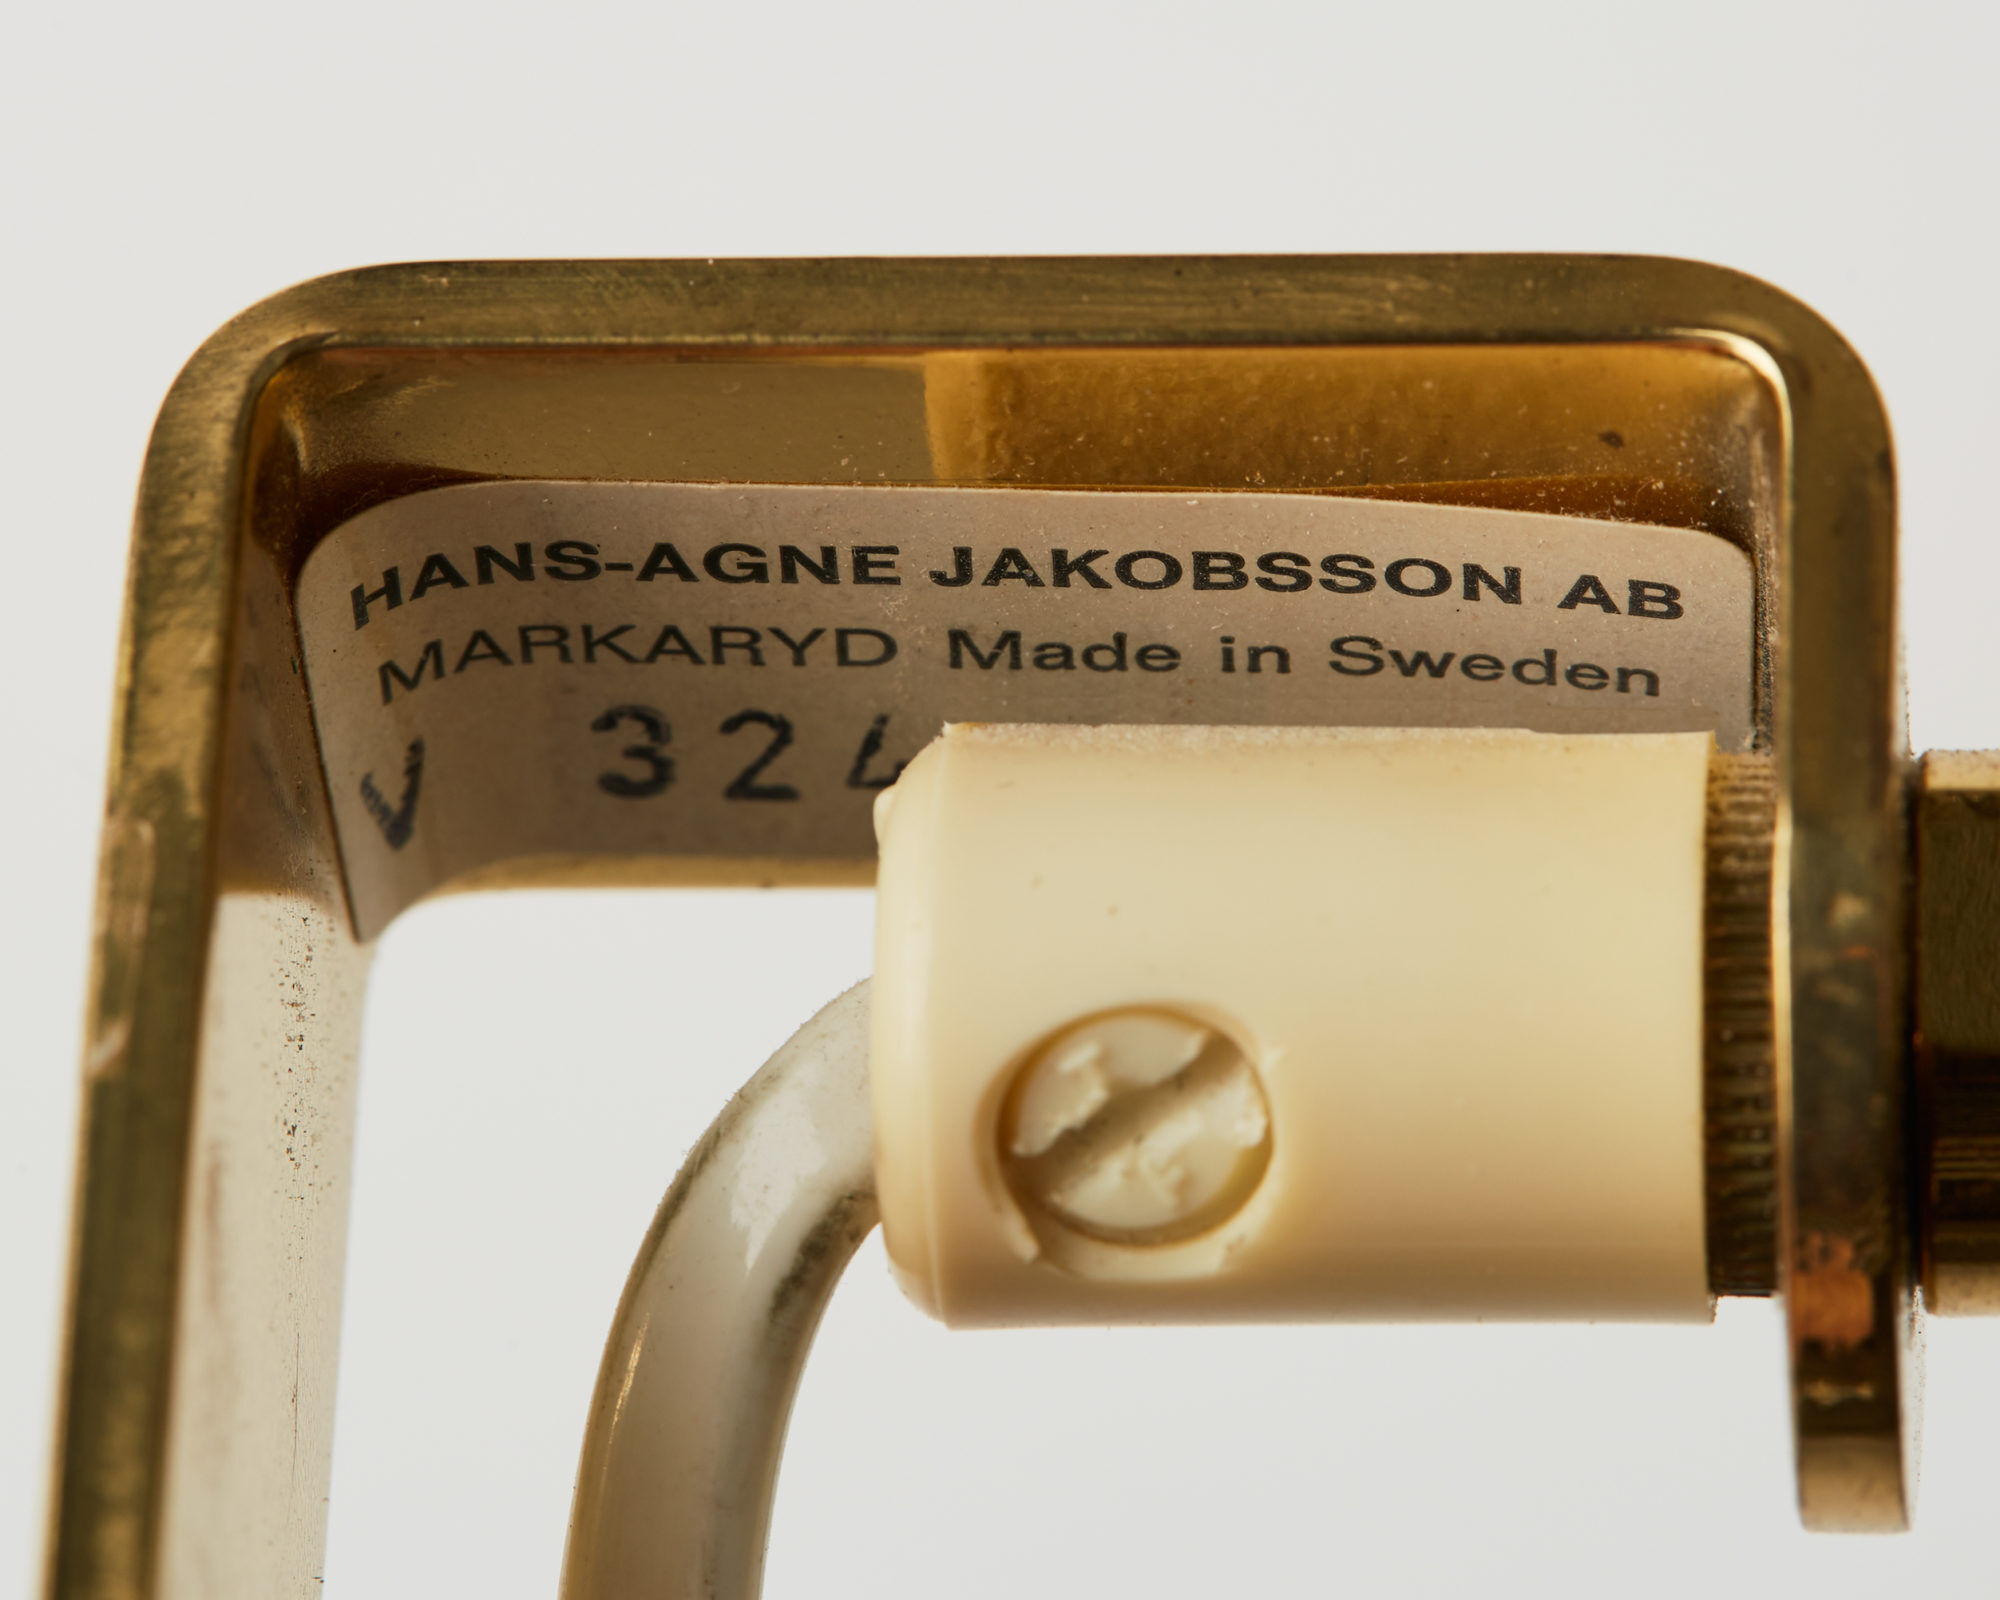 HANS-AGNE JAKOBSSON AB
MARKARYD Made in Sweden
V 32